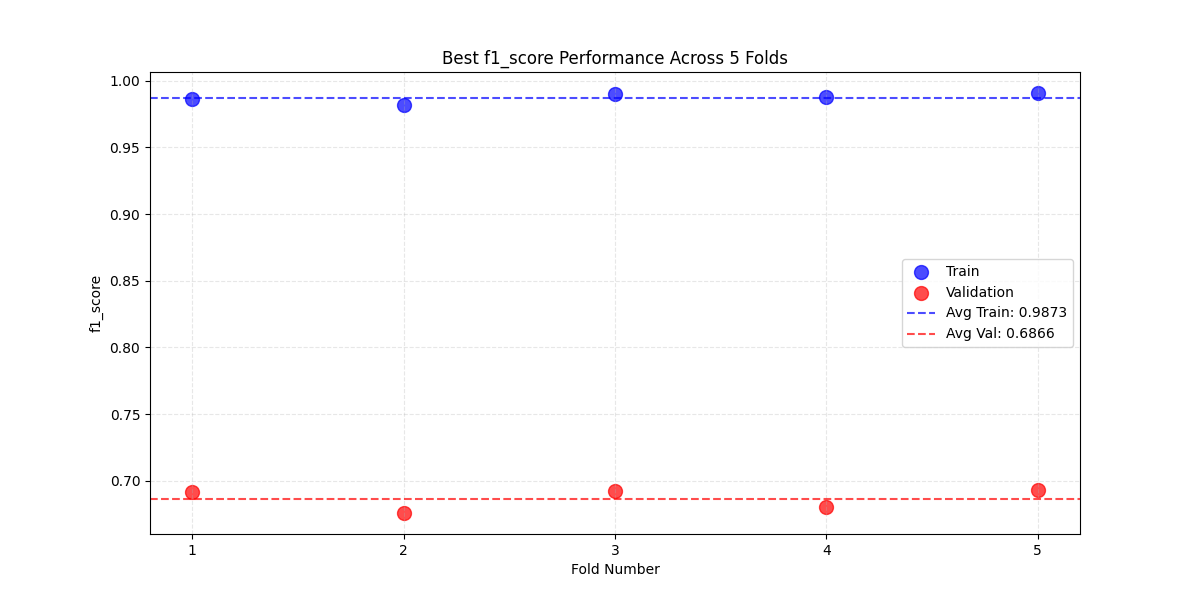 Best f1_score Performance Across 5 Folds
1.00
0.95
0.90
0.85
0.80
0.75
0.70
f1_score
Train
Validation
Avg Train: 0.9873
Avg Val: 0.6866
1 2 3 4 5
Fold Number